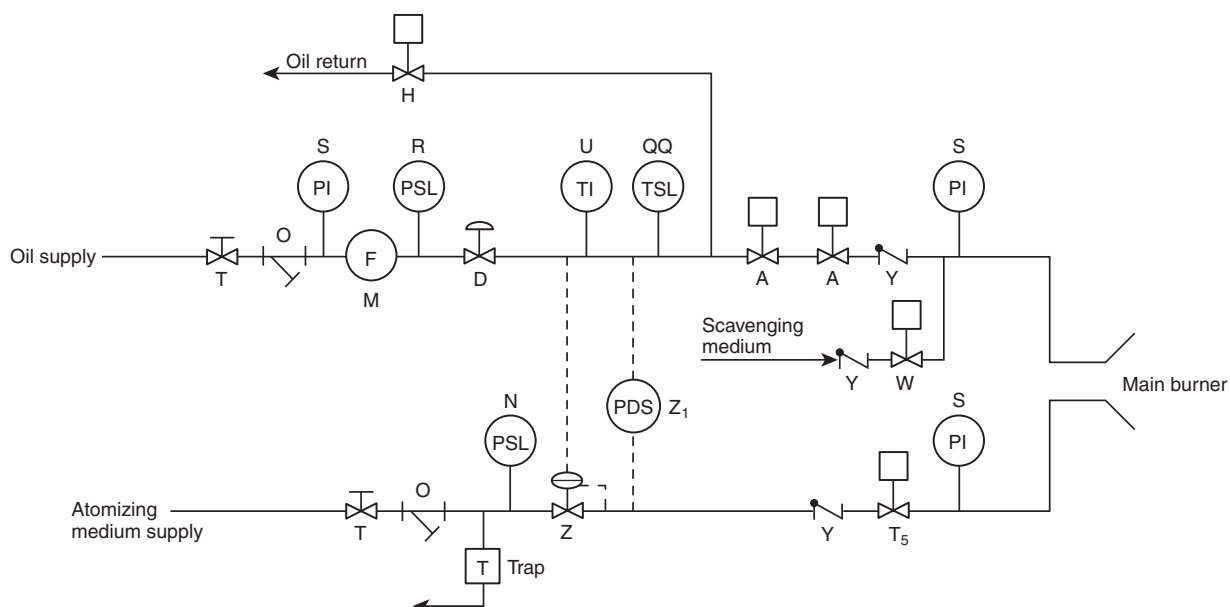 Oil return
H
S
R
U
QQ
S
PI
PSL
TI
TSL
PI
Oil supply
O
F
T
M
D
A
A
Y
Scavenging
medium
Y
W
Main burner
N
PSL
PDS
Z1
S
PI
Atomizing
medium supply
O
T
Z
Y
T5
T
Trap